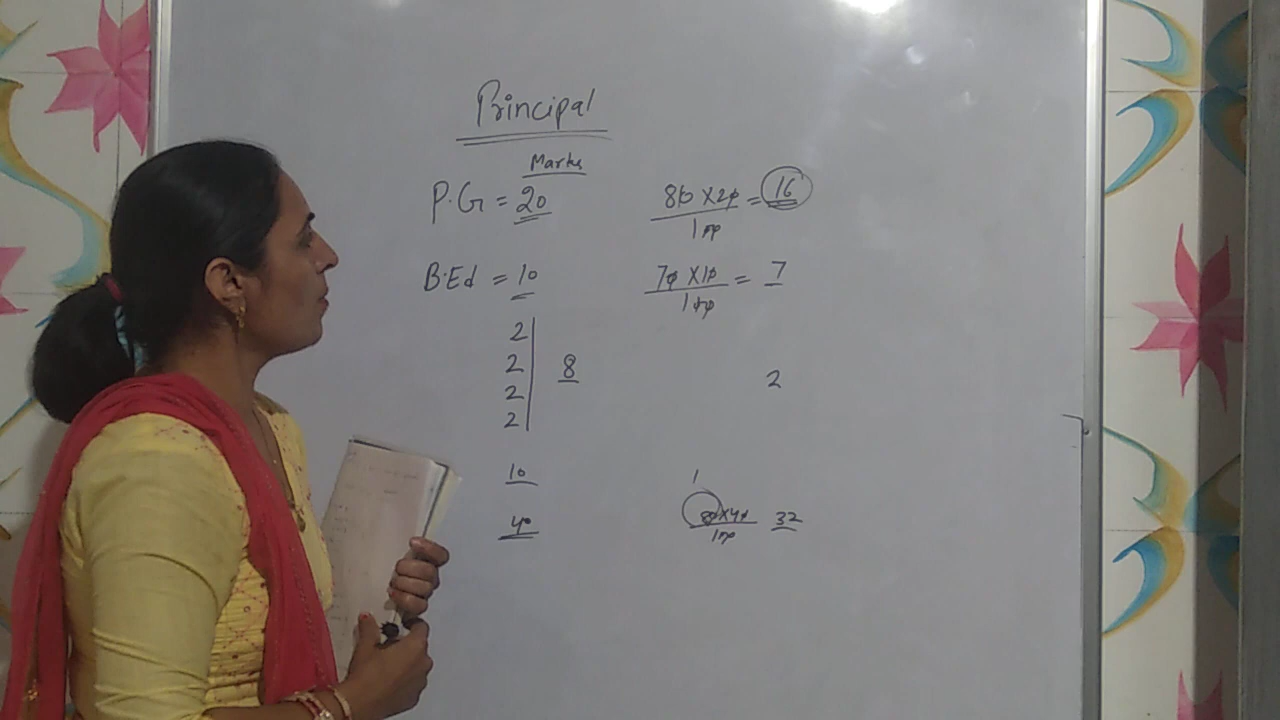 Principal
Marks
P.G = 20 80 X 20 / 100 = 16
B.Ed = 10 70 X 10 / 100 = 7
2
2 8
2 2
2
10 1
40 80 X 40 / 100 32